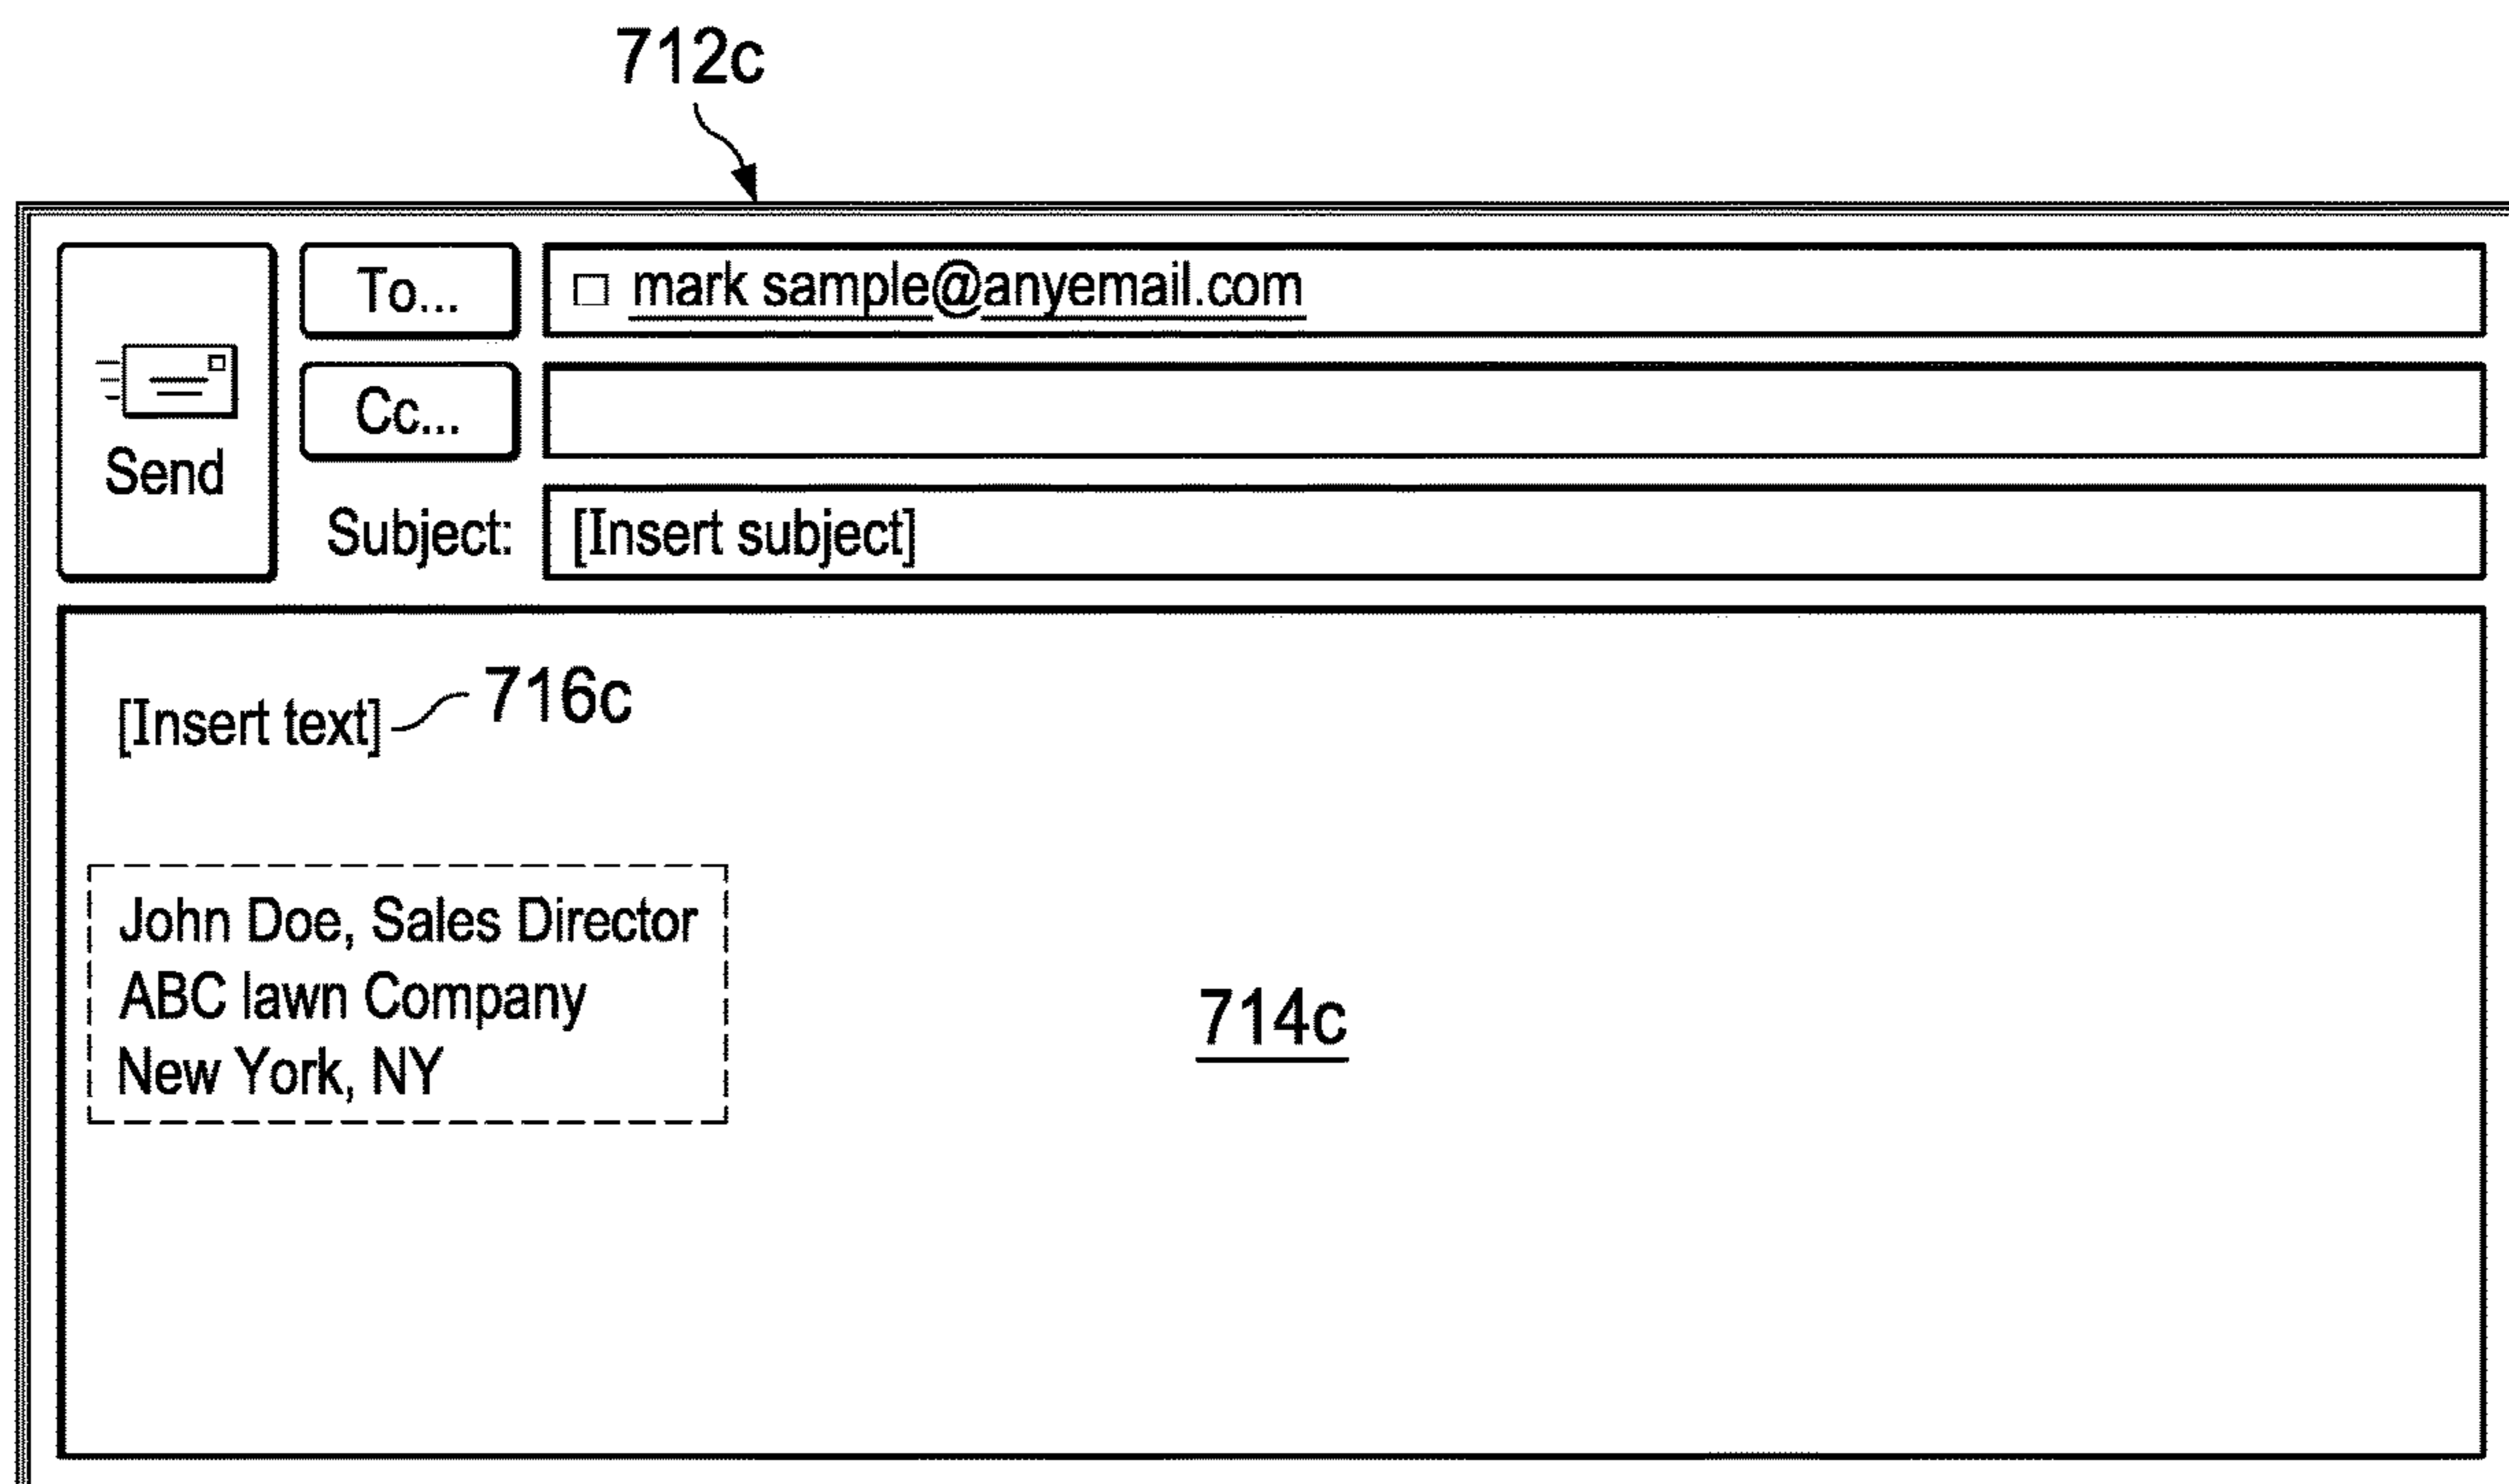 712c
To... □ mark sample@anyemail.com
Cc...
Send
Subject: [Insert subject]
[Insert text] 716c
John Doe, Sales Director
ABC lawn Company
New York, NY
714c